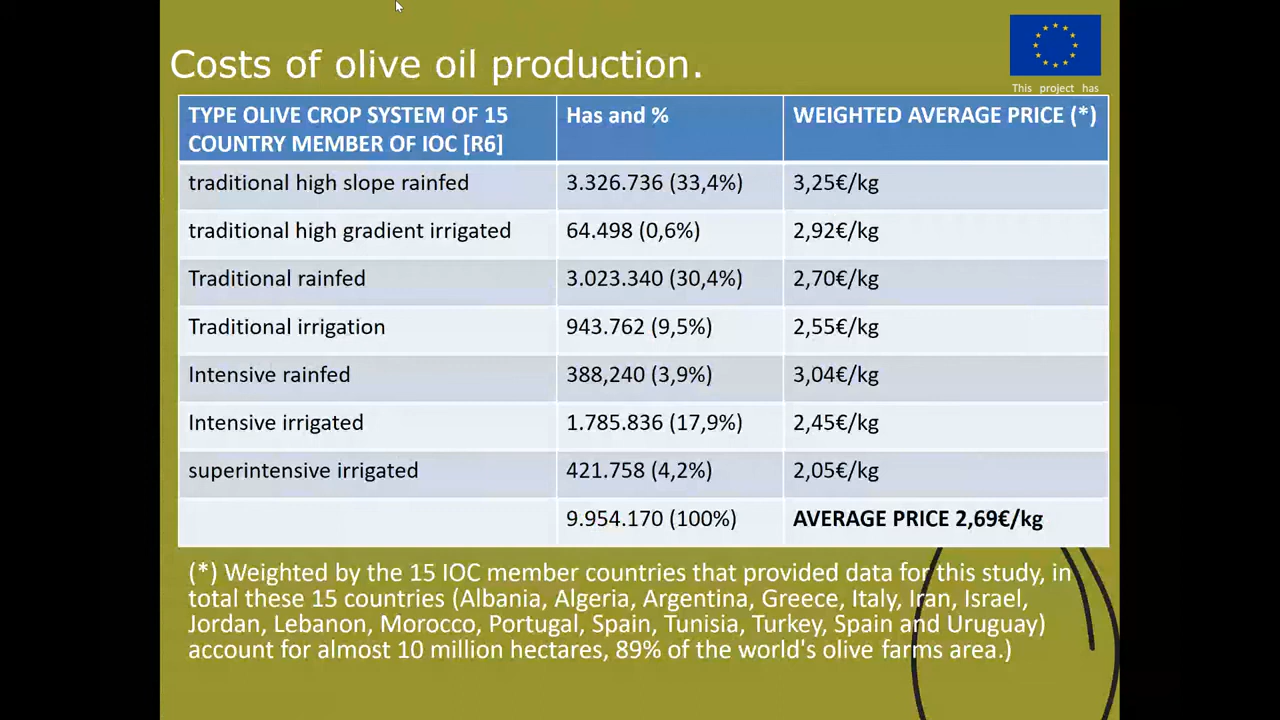 Costs of olive oil production.
This project has
TYPE OLIVE CROP SYSTEM OF 15
COUNTRY MEMBER OF IOC [R6]
Has and %
WEIGHTED AVERAGE PRICE (*)
traditional high slope rainfed
3.326.736 (33,4%)
3,25€/kg
traditional high gradient irrigated
64.498 (0,6%)
2,92€/kg
Traditional rainfed
3.023.340 (30,4%)
2,70€/kg
Traditional irrigation
943.762 (9,5%)
2,55€/kg
Intensive rainfed
388,240 (3,9%)
3,04€/kg
Intensive irrigated
1.785.836 (17,9%)
2,45€/kg
superintensive irrigated
421.758 (4,2%)
2,05€/kg
9.954.170 (100%)
AVERAGE PRICE 2,69€/kg
(*) Weighted by the 15 IOC member countries that provided data for this study, in
total these 15 countries (Albania, Algeria, Argentina, Greece, Italy, Iran, Israel,
Jordan, Lebanon, Morocco, Portugal, Spain, Tunisia, Turkey, Spain and Uruguay)
account for almost 10 million hectares, 89% of the world's olive farms area.)